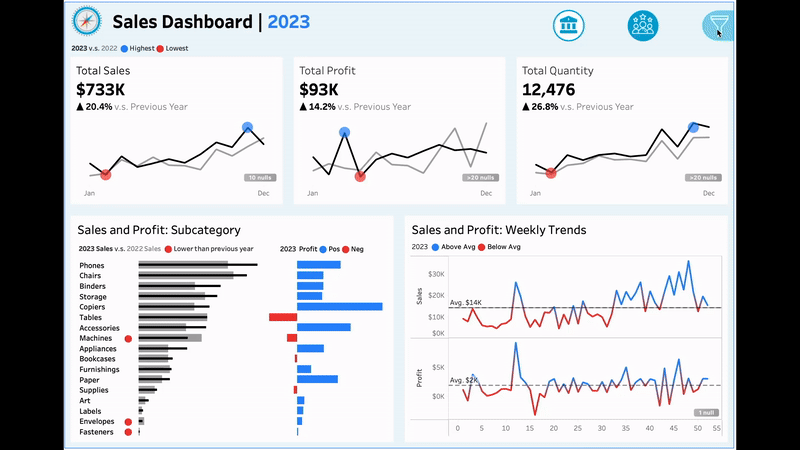 Sales Dashboard | 2023
2023 v.s. 2022 Highest Lowest
Total Sales
$733K
▲ 20.4% v.s. Previous Year
10 nulls
Jan Dec
Total Profit
$93K
▲ 14.2% v.s. Previous Year
>20 nulls
Jan Dec
Total Quantity
12,476
▲ 26.8% v.s. Previous Year
>20 nulls
Jan Dec
Sales and Profit: Subcategory
2023 Sales v.s. 2022 Sales Lower than previous year
2023 Profit Pos Neg
Phones
Chairs
Binders
Storage
Copiers
Tables
Accessories
Machines
Appliances
Bookcases
Furnishings
Paper
Supplies
Art
Labels
Envelopes
Fasteners
Sales and Profit: Weekly Trends
2023 Above Avg Below Avg
Sales
$30K
$20K
Avg. $14K
$10K
$0K
Profit
$5K
Avg. $2K
$0K
1 null
0 5 10 15 20 25 30 35 40 45 50 55